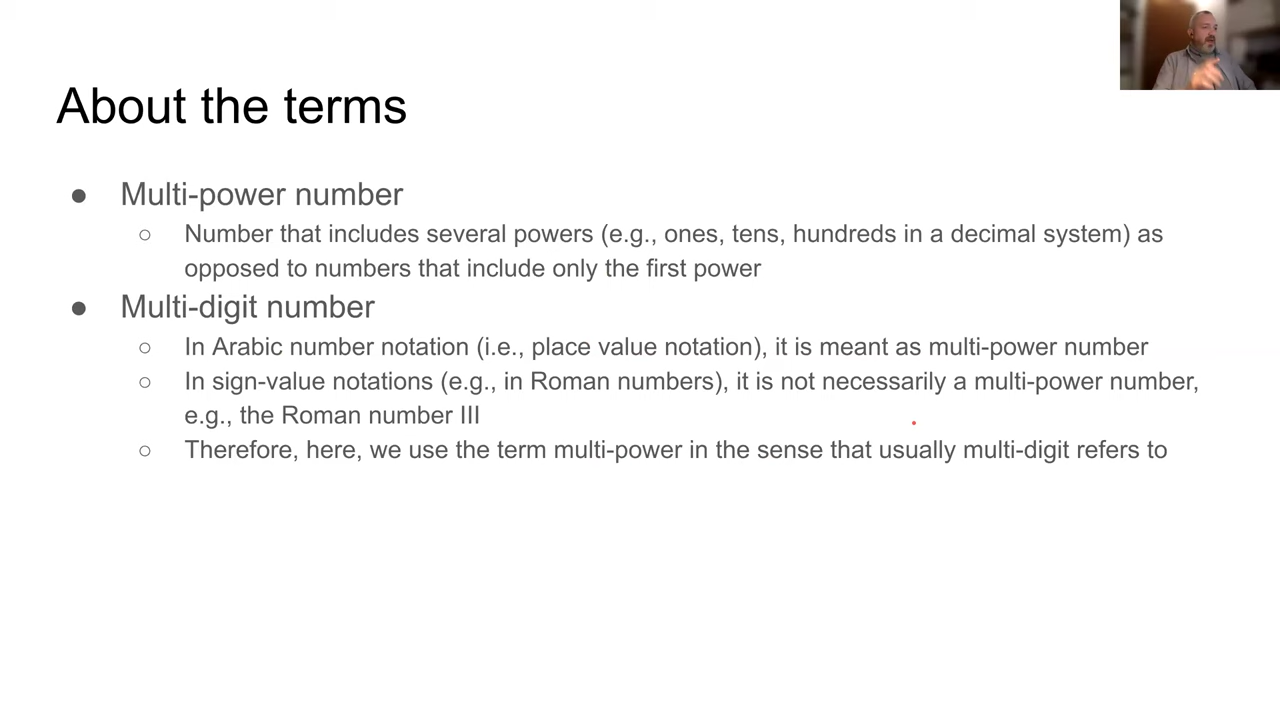 About the terms
● Multi-power number
○ Number that includes several powers (e.g., ones, tens, hundreds in a decimal system) as
opposed to numbers that include only the first power
● Multi-digit number
○ In Arabic number notation (i.e., place value notation), it is meant as multi-power number
○ In sign-value notations (e.g., in Roman numbers), it is not necessarily a multi-power number,
e.g., the Roman number III
○ Therefore, here, we use the term multi-power in the sense that usually multi-digit refers to